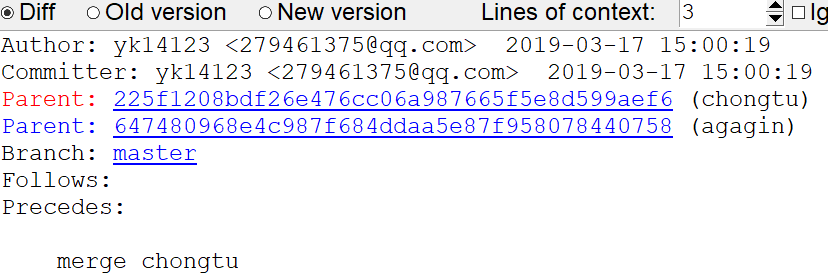 Diff Old version New version Lines of context: 3 Ig
Author: yk14123 <279461375@qq.com> 2019-03-17 15:00:19
Committer: yk14123 <279461375@qq.com> 2019-03-17 15:00:19
Parent: 225f1208bdf26e476cc06a987665f5e8d599aef6 (chongtu)
Parent: 647480968e4c987f684ddaa5e87f958078440758 (agagin)
Branch: master
Follows:
Precedes:
merge chongtu